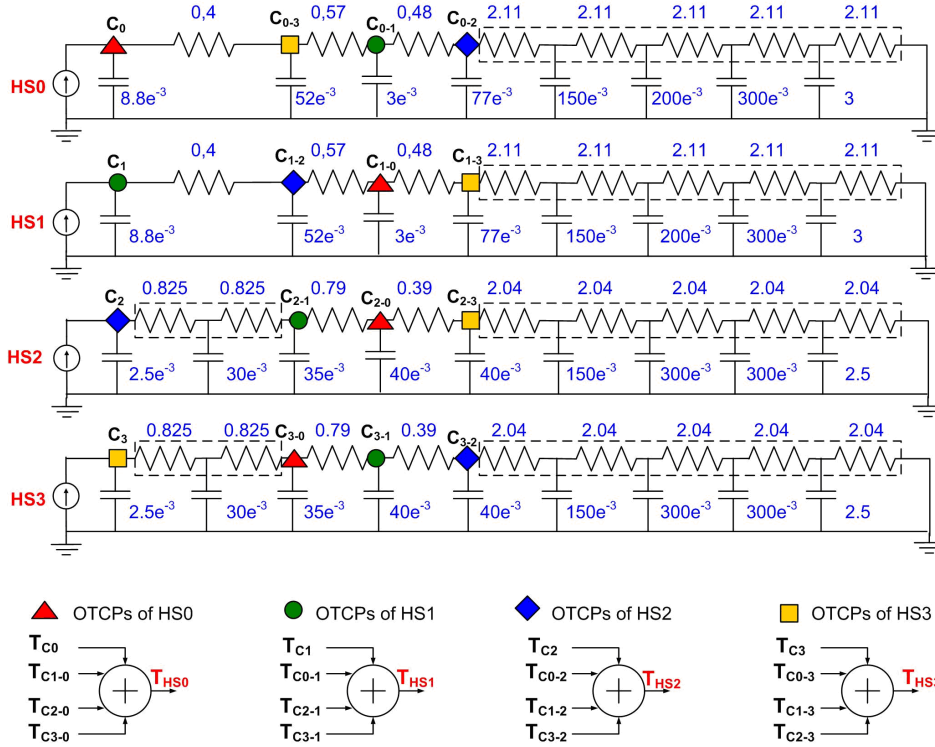 C0 0,4 C0-3 0,57 C0-1 0,48 C0-2 2.11 2.11 2.11 2.11 2.11
HS0 8.8e-3 52e-3 3e-3 77e-3 150e-3 200e-3 300e-3 3
C1 0,4 C1-2 0,57 C1-0 0,48 C1-3 2.11 2.11 2.11 2.11 2.11
HS1 8.8e-3 52e-3 3e-3 77e-3 150e-3 200e-3 300e-3 3
C2 0.825 0.825 C2-1 0.79 C2-0 0.39 C2-3 2.04 2.04 2.04 2.04 2.04
HS2 2.5e-3 30e-3 35e-3 40e-3 40e-3 150e-3 300e-3 300e-3 2.5
C3 0.825 0.825 C3-0 0.79 C3-1 0.39 C3-2 2.04 2.04 2.04 2.04 2.04
HS3 2.5e-3 30e-3 35e-3 40e-3 40e-3 150e-3 300e-3 300e-3 2.5
OTCPs of HS0 OTCPs of HS1 OTCPs of HS2 OTCPs of HS3
TC0 TC1 TC2 TC3
TC1-0 THS0 TC0-1 THS1 TC0-2 THS2 TC0-3 THS3
TC2-0 TC2-1 TC1-2 TC1-3
TC3-0 TC3-1 TC3-2 TC2-3